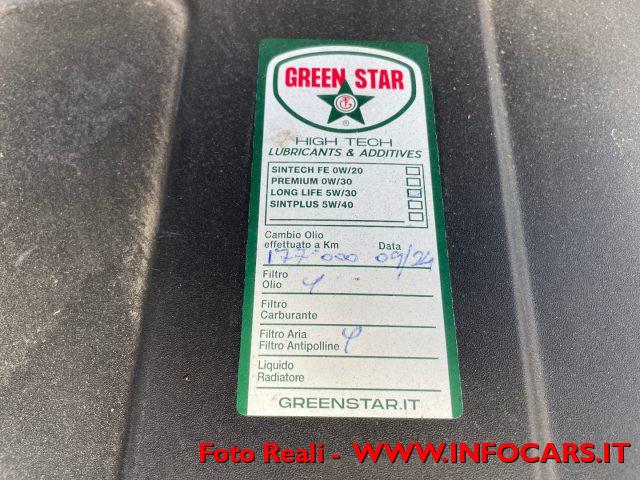 GREEN STAR
®
HIGH TECH
LUBRICANTS & ADDITIVES
SINTECH FE 0W/20
PREMIUM 0W/30
LONG LIFE 5W/30
SINTPLUS 5W/40
Cambio Olio
effettuato a Km Data
177.000 09/24
Filtro
Olio
Filtro
Carburante
Filtro Aria
Filtro Antipolline
Liquido
Radiatore
GREENSTAR.IT
Foto Reali - WWW.INFOCARS.IT